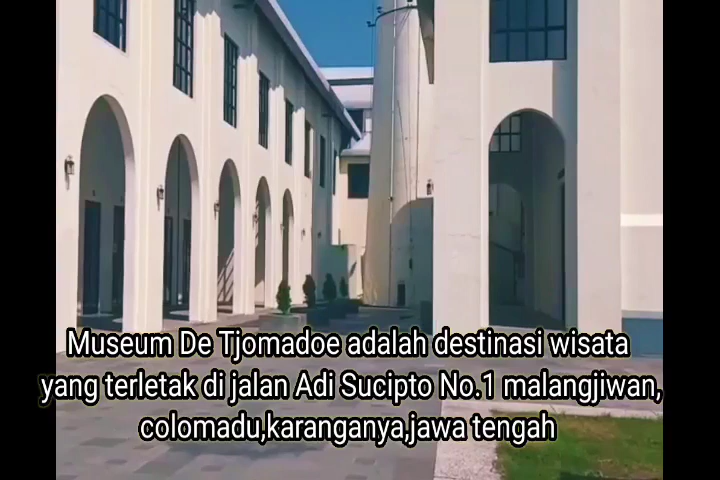 Museum De Tjomadoe adalah destinasi wisata
yang terletak di jalan Adi Sucipto No.1 malangjiwan,
colomadu,karanganya,jawa tengah